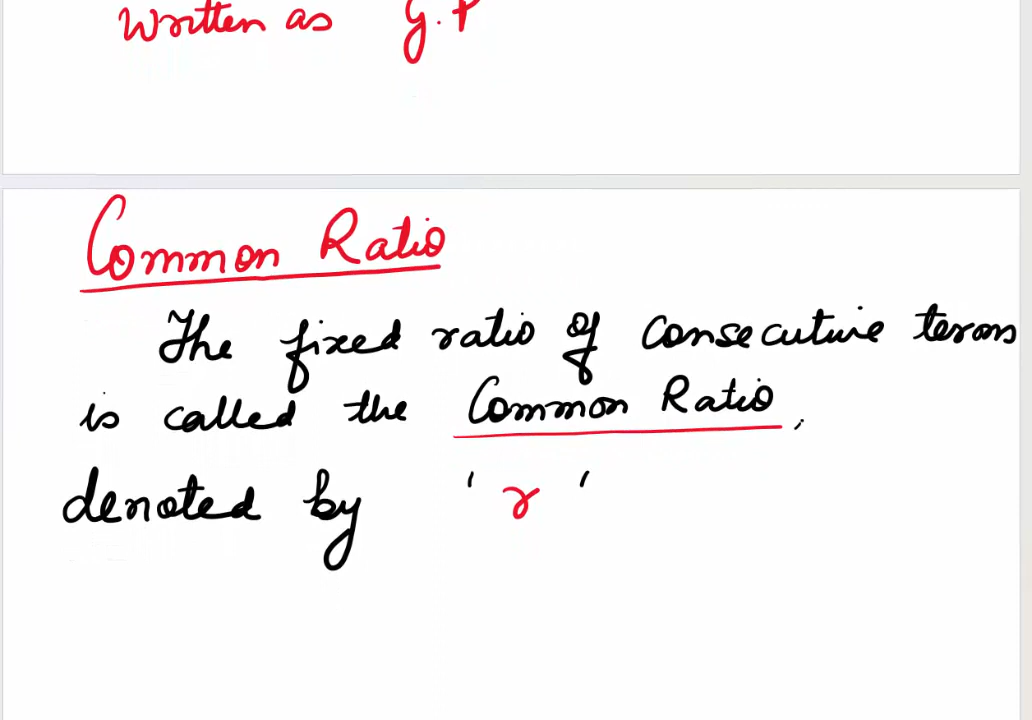 Written as G.P
Common Ratio
The fixed ratio of consecutive terms
is called the Common Ratio,
denoted by 'r'